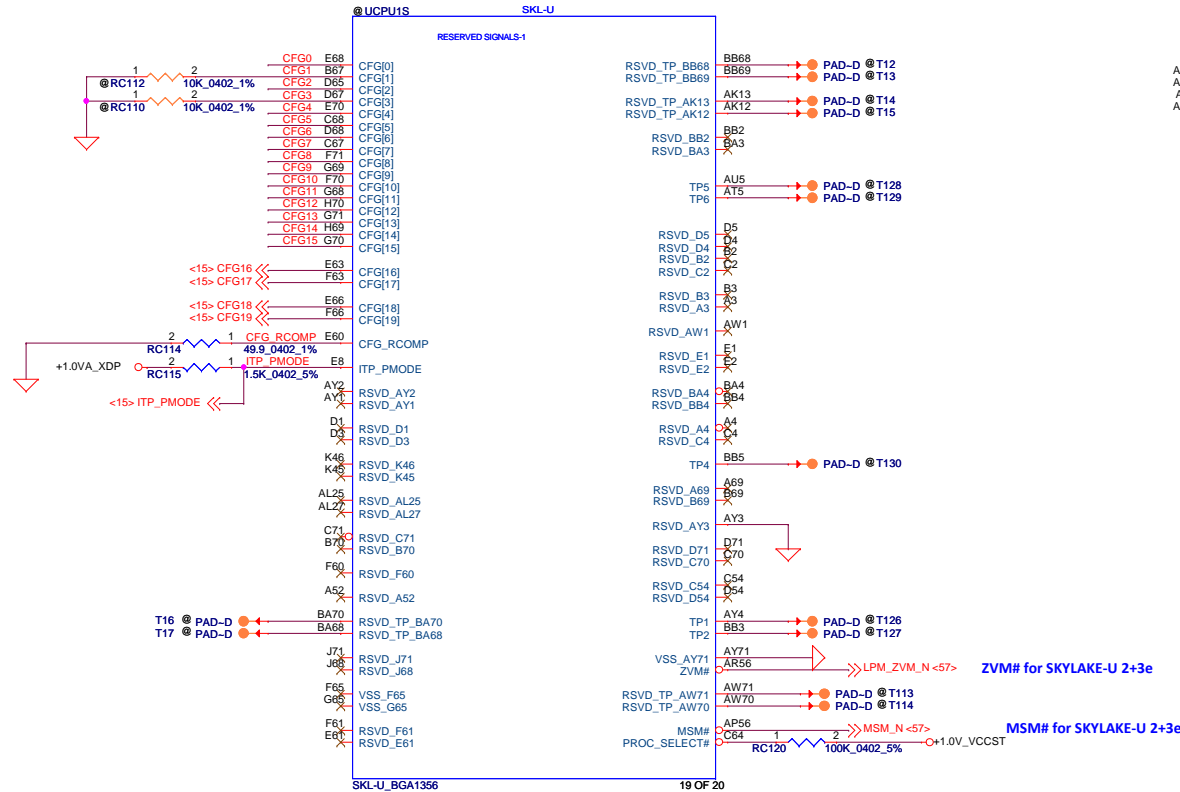 @ UCPU1S
SKL-U
RESERVED SIGNALS-1
CFG0 E68 CFG[0]
CFG1 B67 CFG[1]
CFG2 D65 CFG[2]
CFG3 D67 CFG[3]
CFG4 E70 CFG[4]
CFG5 C68 CFG[5]
CFG6 D68 CFG[6]
CFG7 C67 CFG[7]
CFG8 F71 CFG[8]
CFG9 G69 CFG[9]
CFG10 F70 CFG[10]
CFG11 G68 CFG[11]
CFG12 H70 CFG[12]
CFG13 G71 CFG[13]
CFG14 H69 CFG[14]
CFG15 G70 CFG[15]
1 2
@RC112 10K_0402_1%
1 2
@RC110 10K_0402_1%
<15> CFG16 E63 CFG[16]
<15> CFG17 F63 CFG[17]
<15> CFG18 E66 CFG[18]
<15> CFG19 F66 CFG[19]
2 1 CFG_RCOMP E60 CFG_RCOMP
RC114 49.9_0402_1%
+1.0VA_XDP 2 1 ITP_PMODE E8 ITP_PMODE
RC115 1.5K_0402_5%
<15> ITP_PMODE
AY2 RSVD_AY2
AY1 RSVD_AY1
D1 RSVD_D1
D3 RSVD_D3
K46 RSVD_K46
K45 RSVD_K45
AL25 RSVD_AL25
AL27 RSVD_AL27
C71 RSVD_C71
B70 RSVD_B70
F60 RSVD_F60
A52 RSVD_A52
T16 @ PAD~D BA70 RSVD_TP_BA70
T17 @ PAD~D BA68 RSVD_TP_BA68
J71 RSVD_J71
J68 RSVD_J68
F65 VSS_F65
G65 VSS_G65
F61 RSVD_F61
E61 RSVD_E61
RSVD_TP_BB68 BB68 PAD~D @T12
RSVD_TP_BB69 BB69 PAD~D @T13
RSVD_TP_AK13 AK13 PAD~D @T14
RSVD_TP_AK12 AK12 PAD~D @T15
RSVD_BB2 BB2
RSVD_BA3 BA3
TP5 AU5 PAD~D @T128
TP6 AT5 PAD~D @T129
RSVD_D5 D5
RSVD_D4 D4
RSVD_B2 B2
RSVD_C2 C2
RSVD_B3 B3
RSVD_A3 A3
RSVD_AW1 AW1
RSVD_E1 E1
RSVD_E2 E2
RSVD_BA4 BA4
RSVD_BB4 BB4
RSVD_A4 A4
RSVD_C4 C4
TP4 BB5 PAD~D @T130
RSVD_A69 A69
RSVD_B69 B69
RSVD_AY3 AY3
RSVD_D71 D71
RSVD_C70 C70
RSVD_C54 C54
RSVD_D54 D54
TP1 AY4 PAD~D @T126
TP2 BB3 PAD~D @T127
VSS_AY71 AY71
ZVM# AR56 LPM_ZVM_N <57> ZVM# for SKYLAKE-U 2+3e
RSVD_TP_AW71 AW71 PAD~D @T113
RSVD_TP_AW70 AW70 PAD~D @T114
MSM# AP56 MSM_N <57> MSM# for SKYLAKE-U 2+3e
PROC_SELECT# C64 1 2 +1.0V_VCCST
RC120 100K_0402_5%
SKL-U_BGA1356
19 OF 20
A
A
A
A